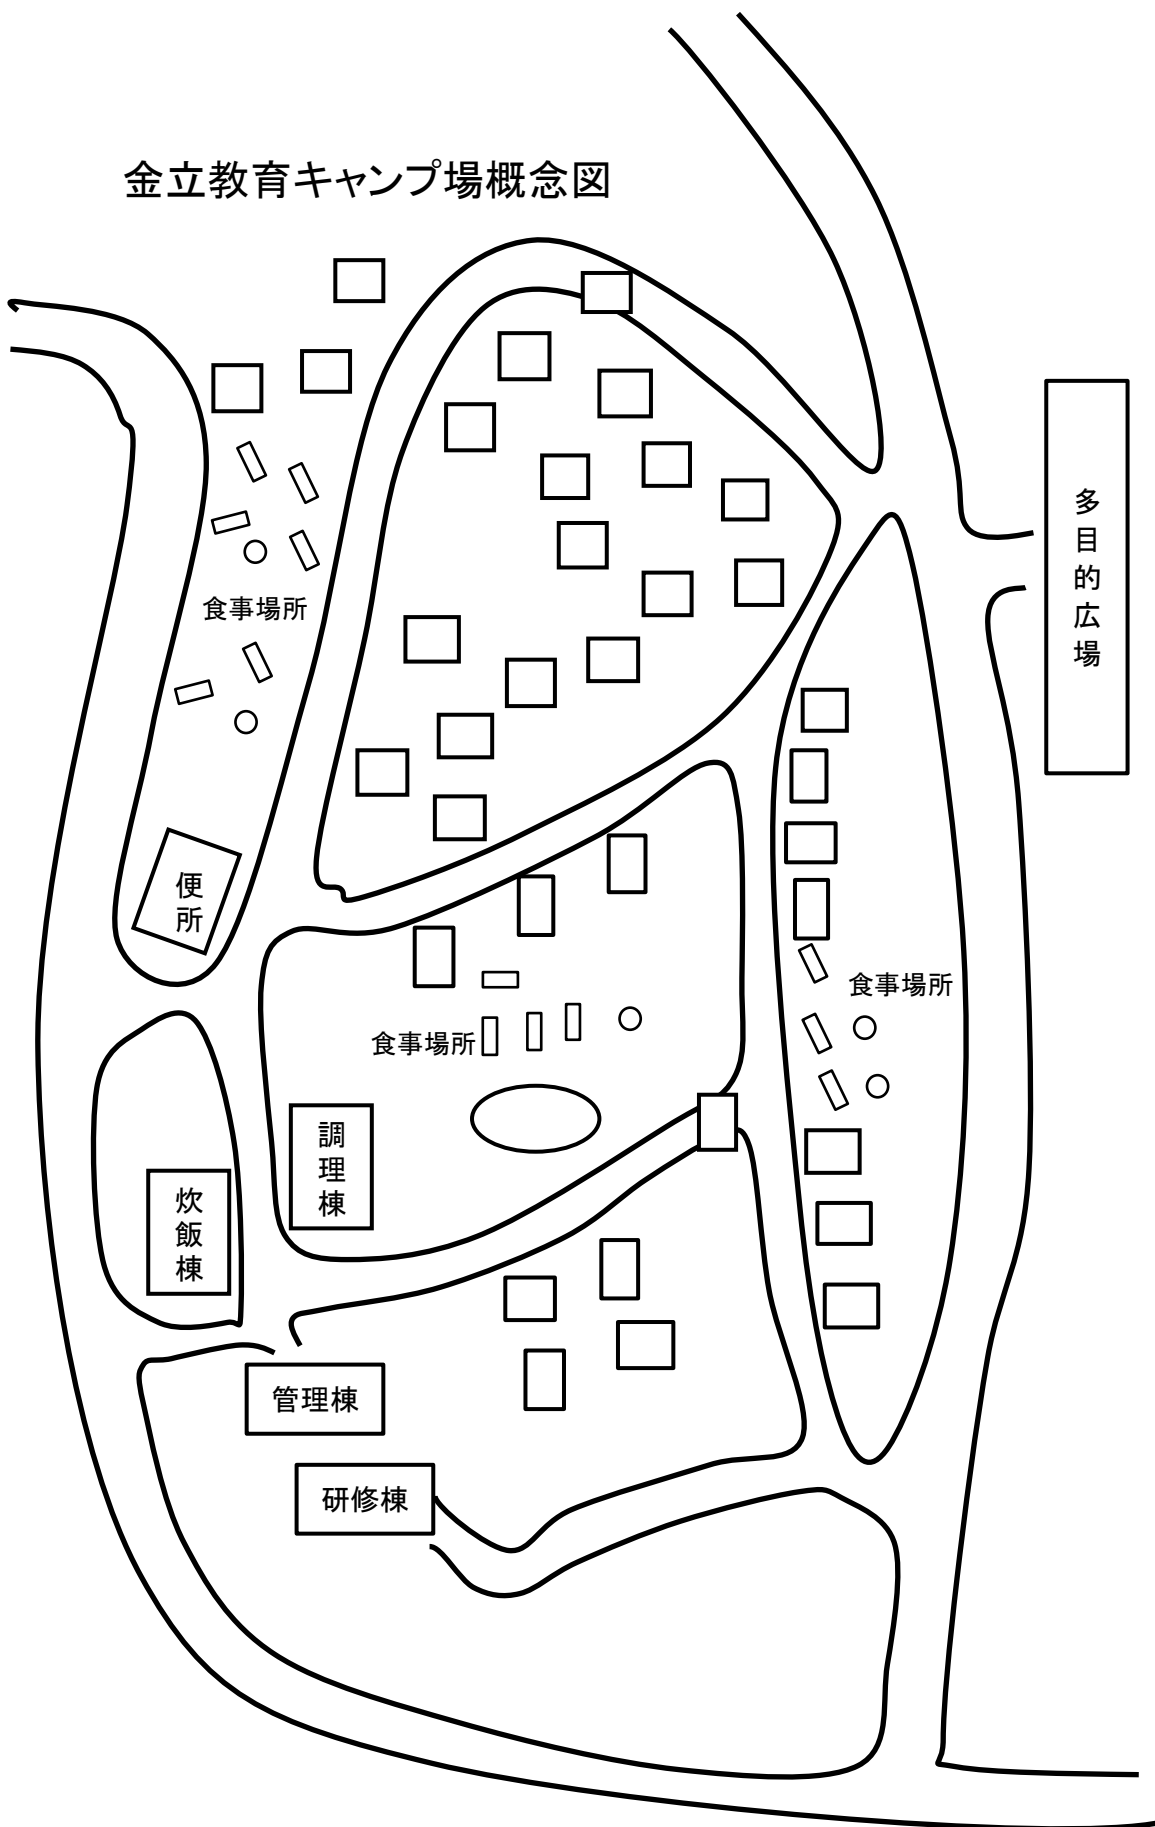 金立教育キャンプ場概念図
多目的広場
食事場所
便所
食事場所
食事場所
調理棟
炊飯棟
管理棟
研修棟